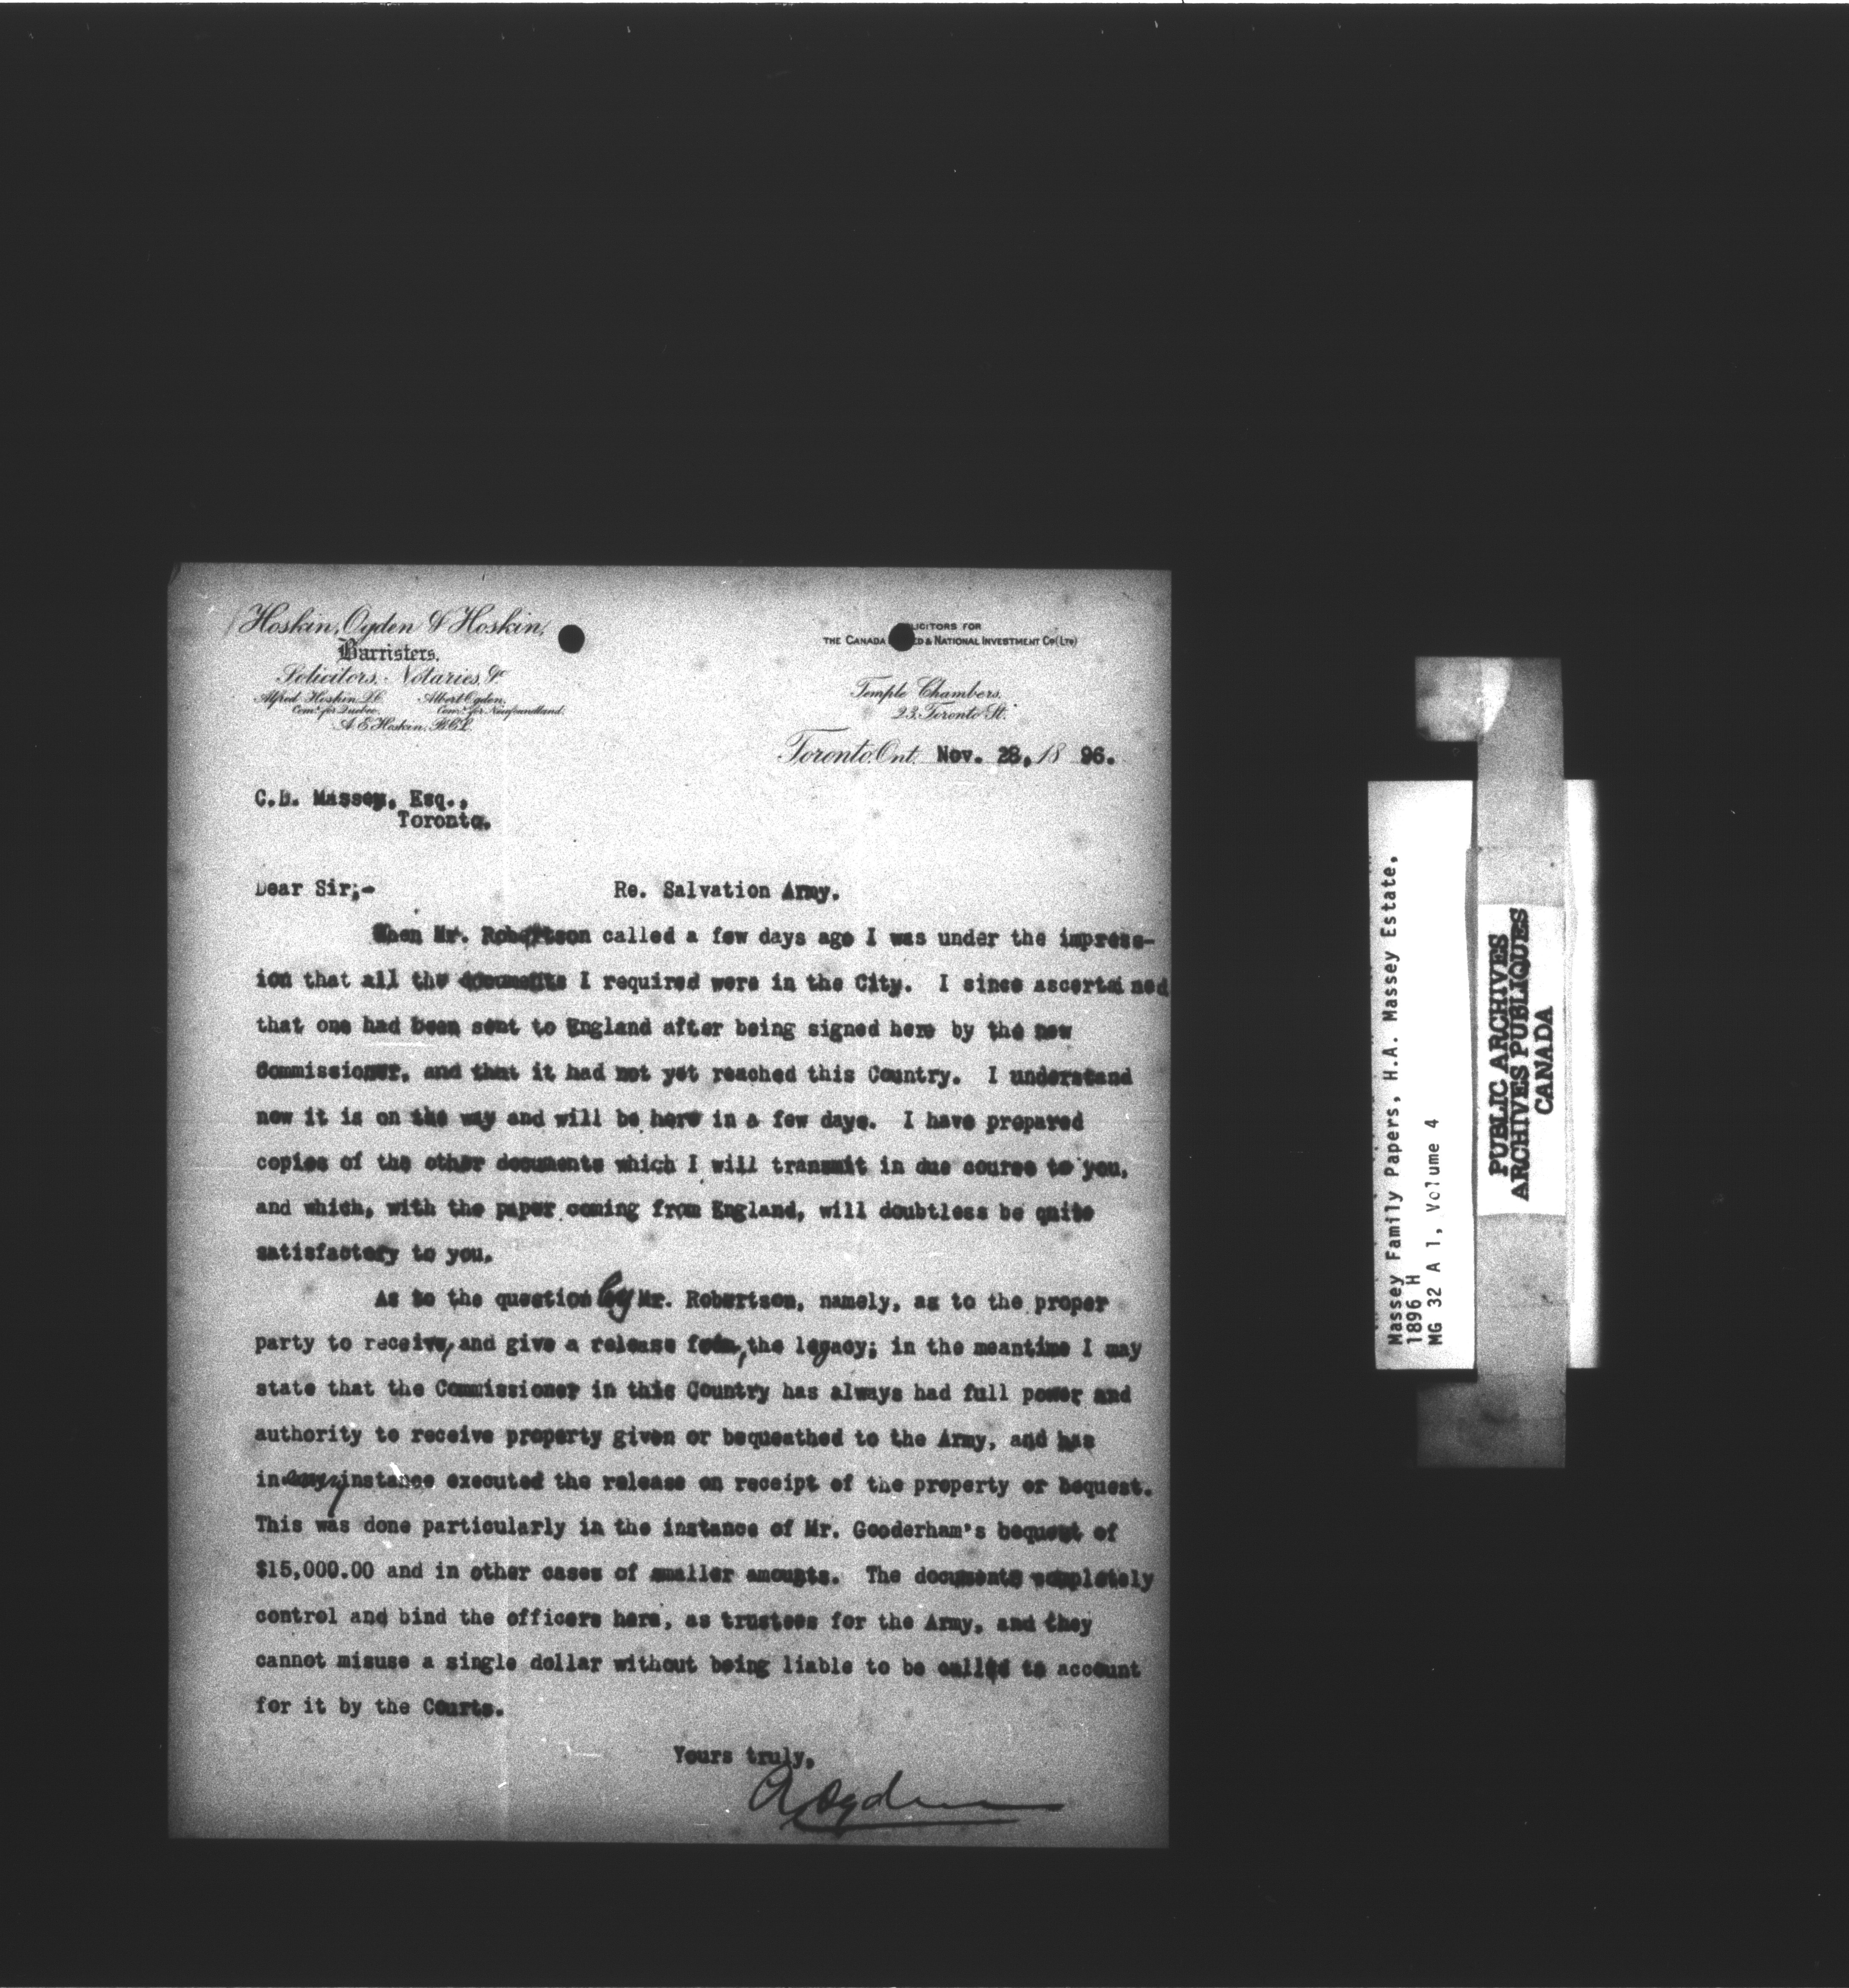 Hoskin, Ogden & Hoskin,
Barristers,
Solicitors, Notaries, &c
Alfred Hoskin, Q.C. Albert Ogden,
Comr. for Quebec. Comr. for Newfoundland.
A. E. Hoskin, B.C.L.
LICITORS FOR
THE CANADA ED & NATIONAL INVESTMENT Co (LTD)
Temple Chambers,
23, Toronto St.
Toronto, Ont. Nov. 28, 1896.
C.D. Massey, Esq.,
Toronto.
Dear Sir;-
Re. Salvation Army.
When Mr. Robertson called a few days ago I was under the impress-
ion that all the documents I required were in the City. I since ascertained
that one had been sent to England after being signed here by the new
Commissioner, and that it had not yet reached this Country. I understand
now it is on the way and will be here in a few days. I have prepared
copies of the other documents which I will transmit in due course to you,
and which, with the paper coming from England, will doubtless be quite
satisfactory to you.
As to the question by Mr. Robertson, namely, as to the proper
party to receive, and give a release for, the legacy; in the meantime I may
state that the Commissioner in this Country has always had full power and
authority to receive property given or bequeathed to the Army, and has
in every instance executed the release on receipt of the property or bequest.
This was done particularly in the instance of Mr. Gooderham's bequest of
$15,000.00 and in other cases of smaller amounts. The documents completely
control and bind the officers here, as trustees for the Army, and they
cannot misuse a single dollar without being liable to be called to account
for it by the Courts.
Yours truly,
A Ogden
Massey Family Papers, H.A. Massey Estate,
1896 H
MG 32 A 1, Volume 4
PUBLIC ARCHIVES
ARCHIVES PUBLIQUES
CANADA